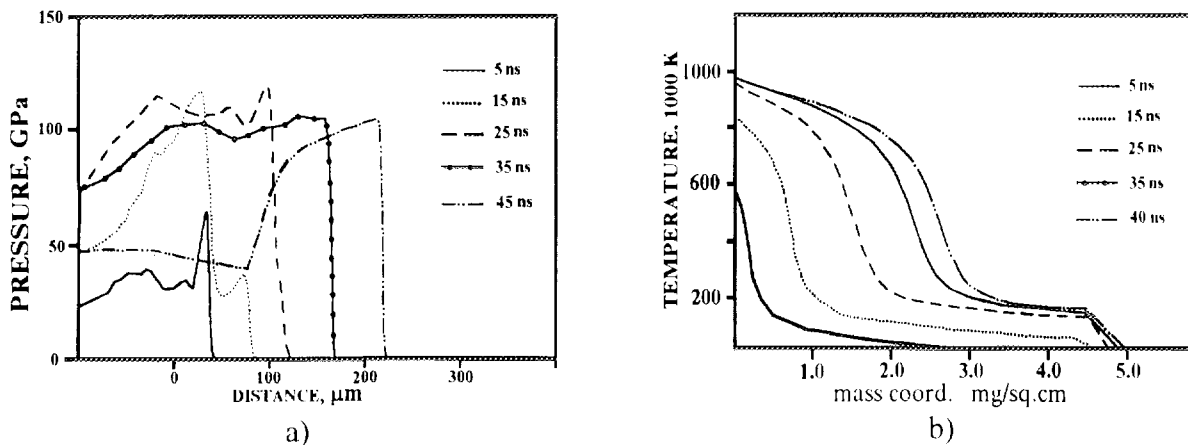 PRESSURE, GPa
150
100
50
0
5 ns
15 ns
25 ns
35 ns
45 ns
0
100
200
300
DISTANCE, μm
a)
TEMPERATURE, 1000 K
1000
600
200
5 ns
15 ns
25 ns
35 ns
40 ns
1.0
2.0
3.0
4.0
5.0
mass coord. mg/sq.cm
b)